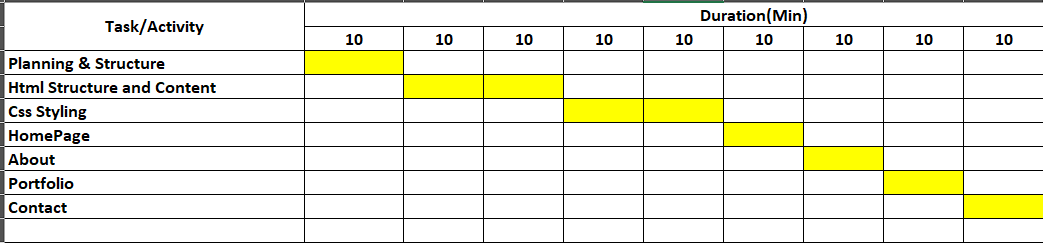 Task/Activity
Duration(Min)
10 10 10 10 10 10 10 10 10
Planning & Structure
Html Structure and Content
Css Styling
HomePage
About
Portfolio
Contact